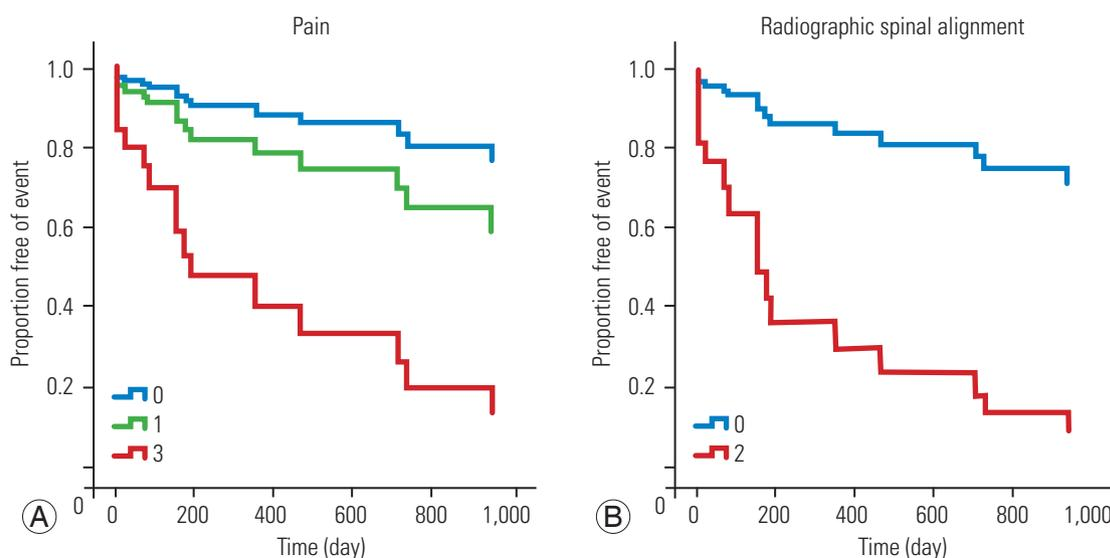 Pain
Proportion free of event
1.0
0.8
0.6
0.4
0.2
0
0
1
3
0 200 400 600 800 1,000
Time (day)
A
Radiographic spinal alignment
Proportion free of event
1.0
0.8
0.6
0.4
0.2
0
0
2
0 200 400 600 800 1,000
Time (day)
B